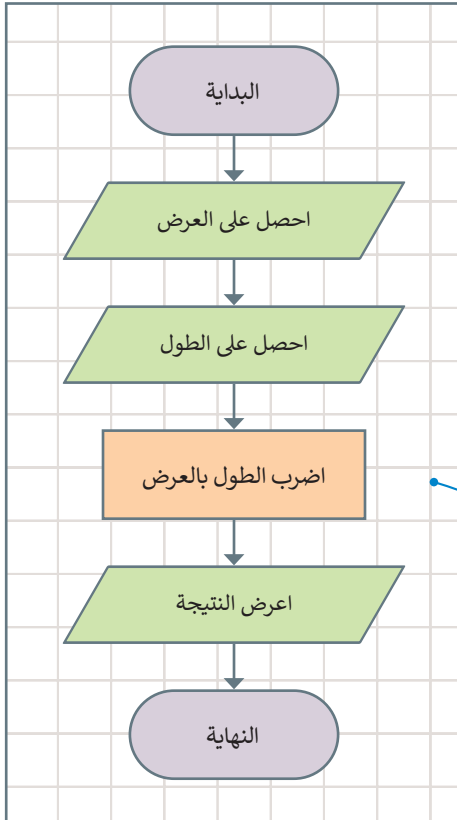 البداية
احصل على العرض
احصل على الطول
اضرب الطول بالعرض
اعرض النتيجة
النهاية